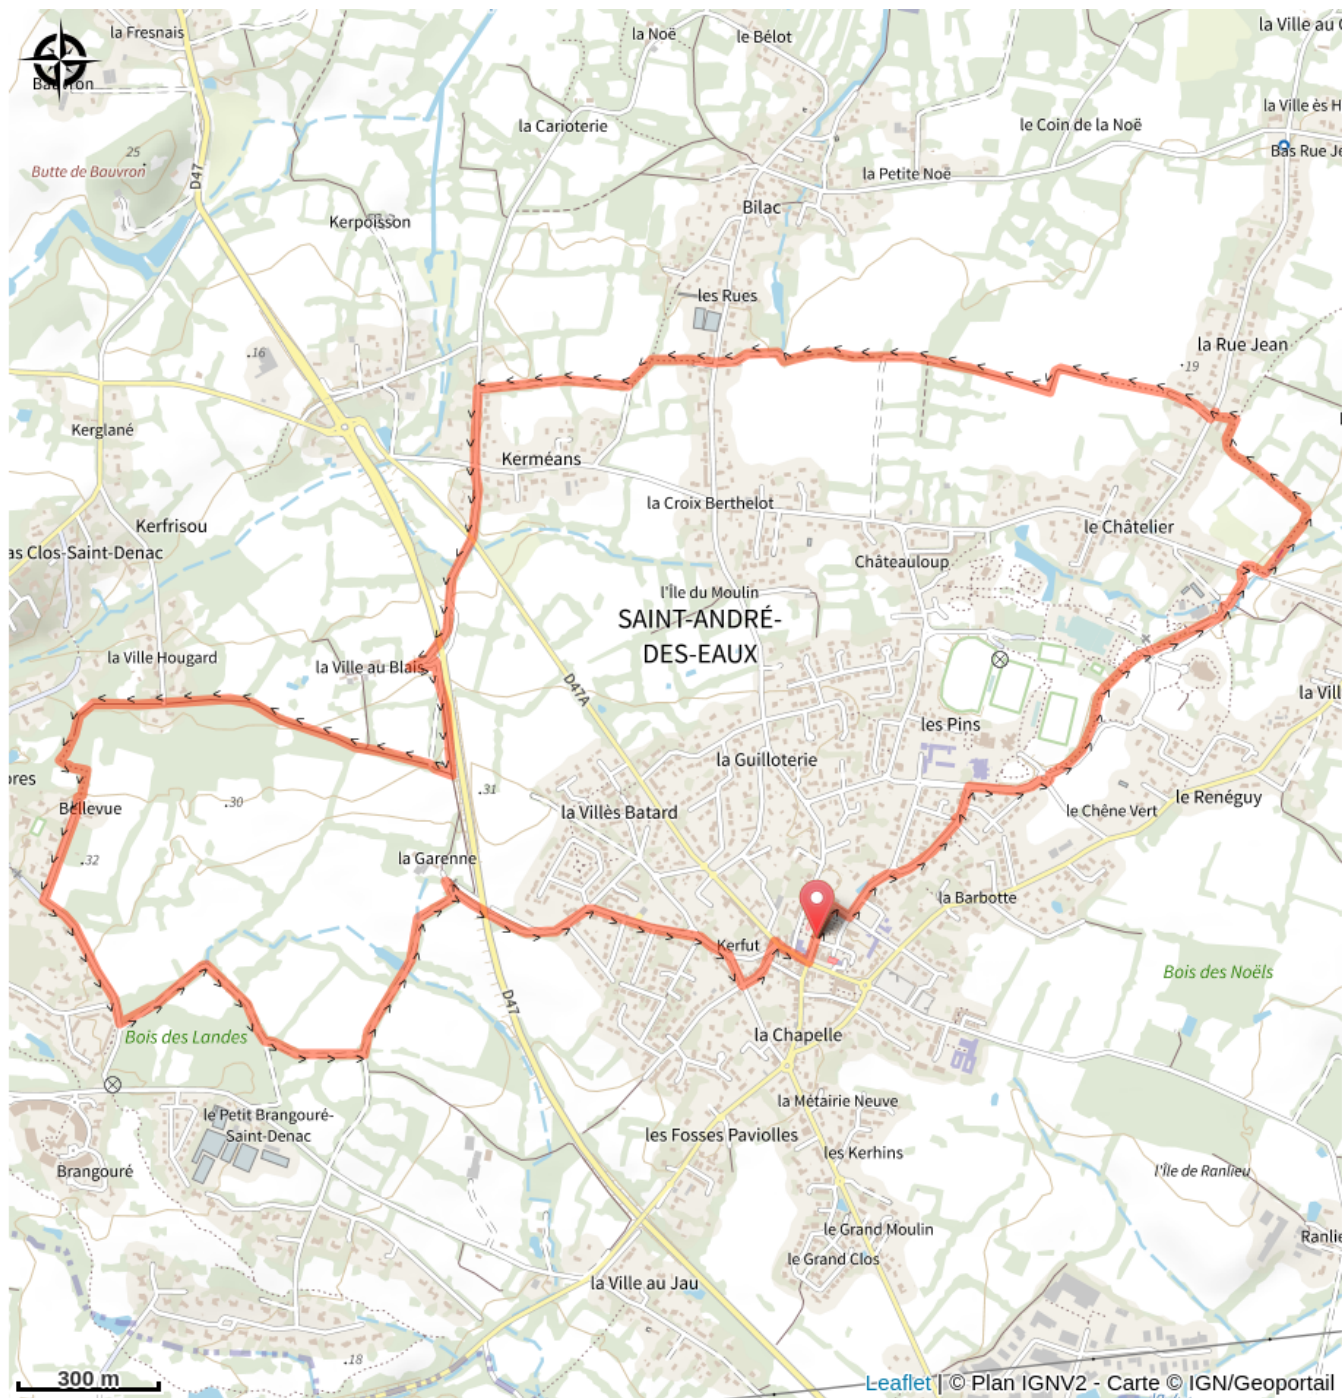 la Fresnais
la Noë
le Bélot
la Ville au
Bauvron
la Carioterie
le Coin de la Noë
la Ville ès H
25
Butte de Bauvron
D47
la Petite Noë
Bas Rue Je
Kerpoisson
Bilac
les Rues
.16
la Rue Jean
.19
Kerglané
Kerméans
la Croix Berthelot
Kerfrisou
le Châtelier
as Clos-Saint-Denac
Châteauloup
l'Île du Moulin
SAINT-ANDRÉ-
DES-EAUX
la Ville Hougard
la Ville au Blais
D47A
la Vill
les Pins
la Guilloterie
ores
.31
.30
Bellevue
la Villès Batard
le Chêne Vert
le Renéguy
.32
la Garenne
la Barbotte
Kerfut
Bois des Noëls
D47
Bois des Landes
la Chapelle
la Métairie Neuve
le Petit Brangouré-
Saint-Denac
les Fosses Paviolles
les Kerhins
Brangouré
l'Île de Ranlieu
le Grand Moulin
Ranlie
le Grand Clos
la Ville au Jau
.18
300 m
Leaflet | © Plan IGNV2 - Carte © IGN/Geoportail